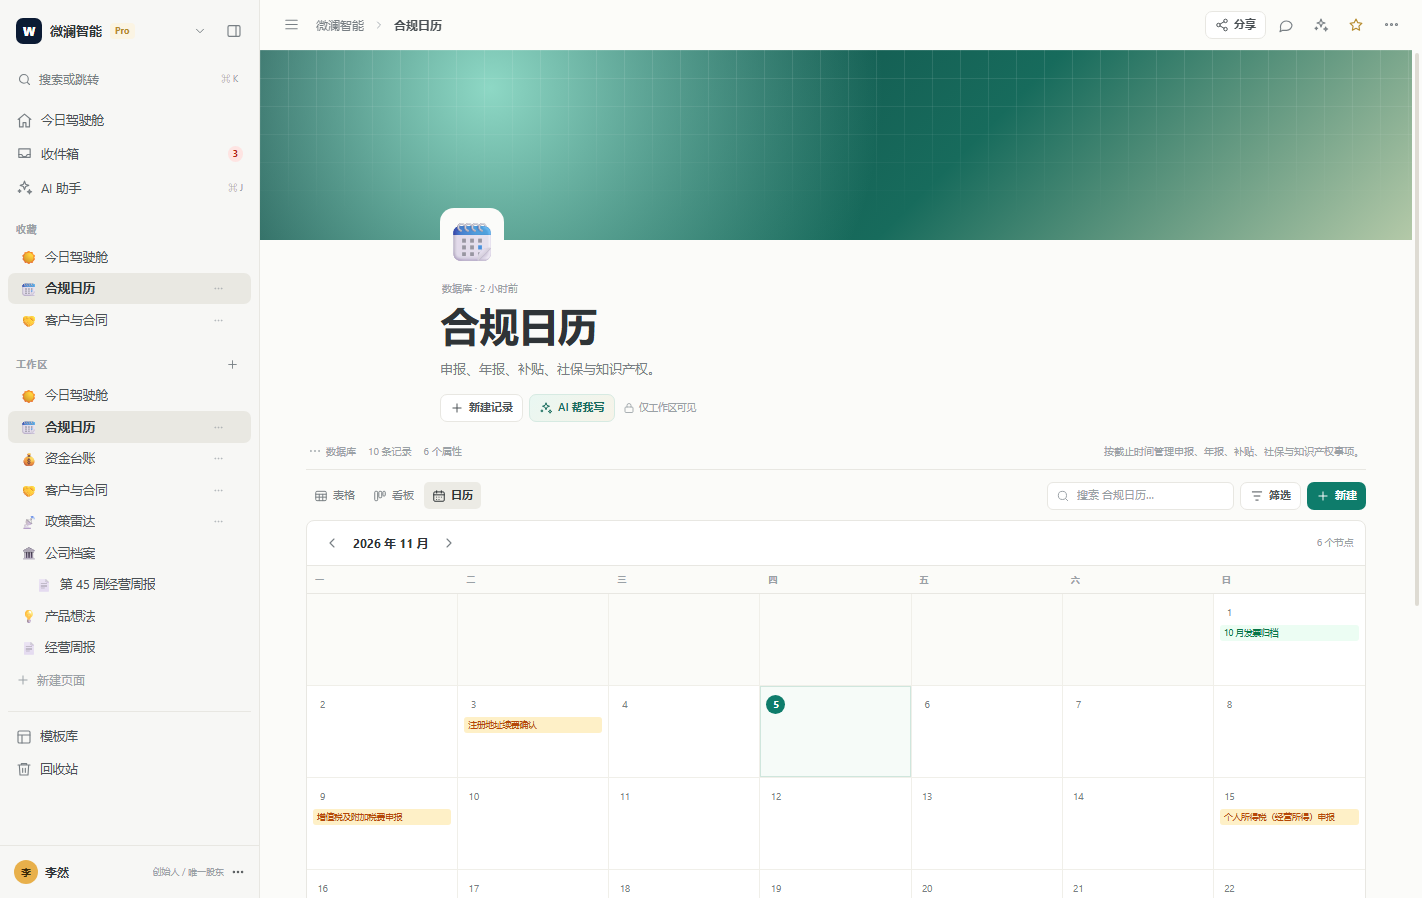 W 微澜智能 Pro
搜索或跳转 ⌘K
今日驾驶舱
收件箱 3
AI 助手 ⌘J
收藏
今日驾驶舱
合规日历
客户与合同
工作区
今日驾驶舱
合规日历
资金台账
客户与合同
政策雷达
公司档案
第 45 周经营周报
产品想法
经营周报
新建页面
模板库
回收站
李 李然 创始人 / 唯一股东
微澜智能 合规日历
分享
数据库 · 2 小时前
合规日历
申报、年报、补贴、社保与知识产权。
新建记录 AI 帮我写 仅工作区可见
数据库 10 条记录 6 个属性 按截止时间管理申报、年报、补贴、社保与知识产权事项。
表格 看板 日历 搜索 合规日历... 筛选 新建
2026 年 11 月 6 个节点
一 二 三 四 五 六 日
1
10 月发票归档
2 3 4 5 6 7 8
注册地址续费确认
9 10 11 12 13 14 15
增值税及附加税费申报 个人所得税（经营所得）申报
16 17 18 19 20 21 22